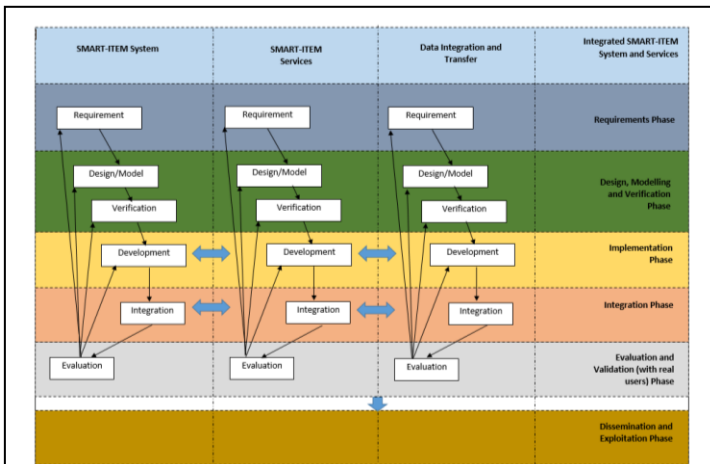 SMART-ITEM System
SMART-ITEM
Services
Data Integration and
Transfer
Integrated SMART-ITEM
System and Services
Requirement
Requirement
Requirement
Requirements Phase
Design/Model
Design/Model
Design/Model
Design, Modelling
and Verification
Phase
Verification
Verification
Verification
Development
Development
Development
Implementation
Phase
Integration
Integration
Integration
Integration Phase
Evaluation
Evaluation
Evaluation
Evaluation and
Validation (with real
users) Phase
Dissemination and
Exploitation Phase